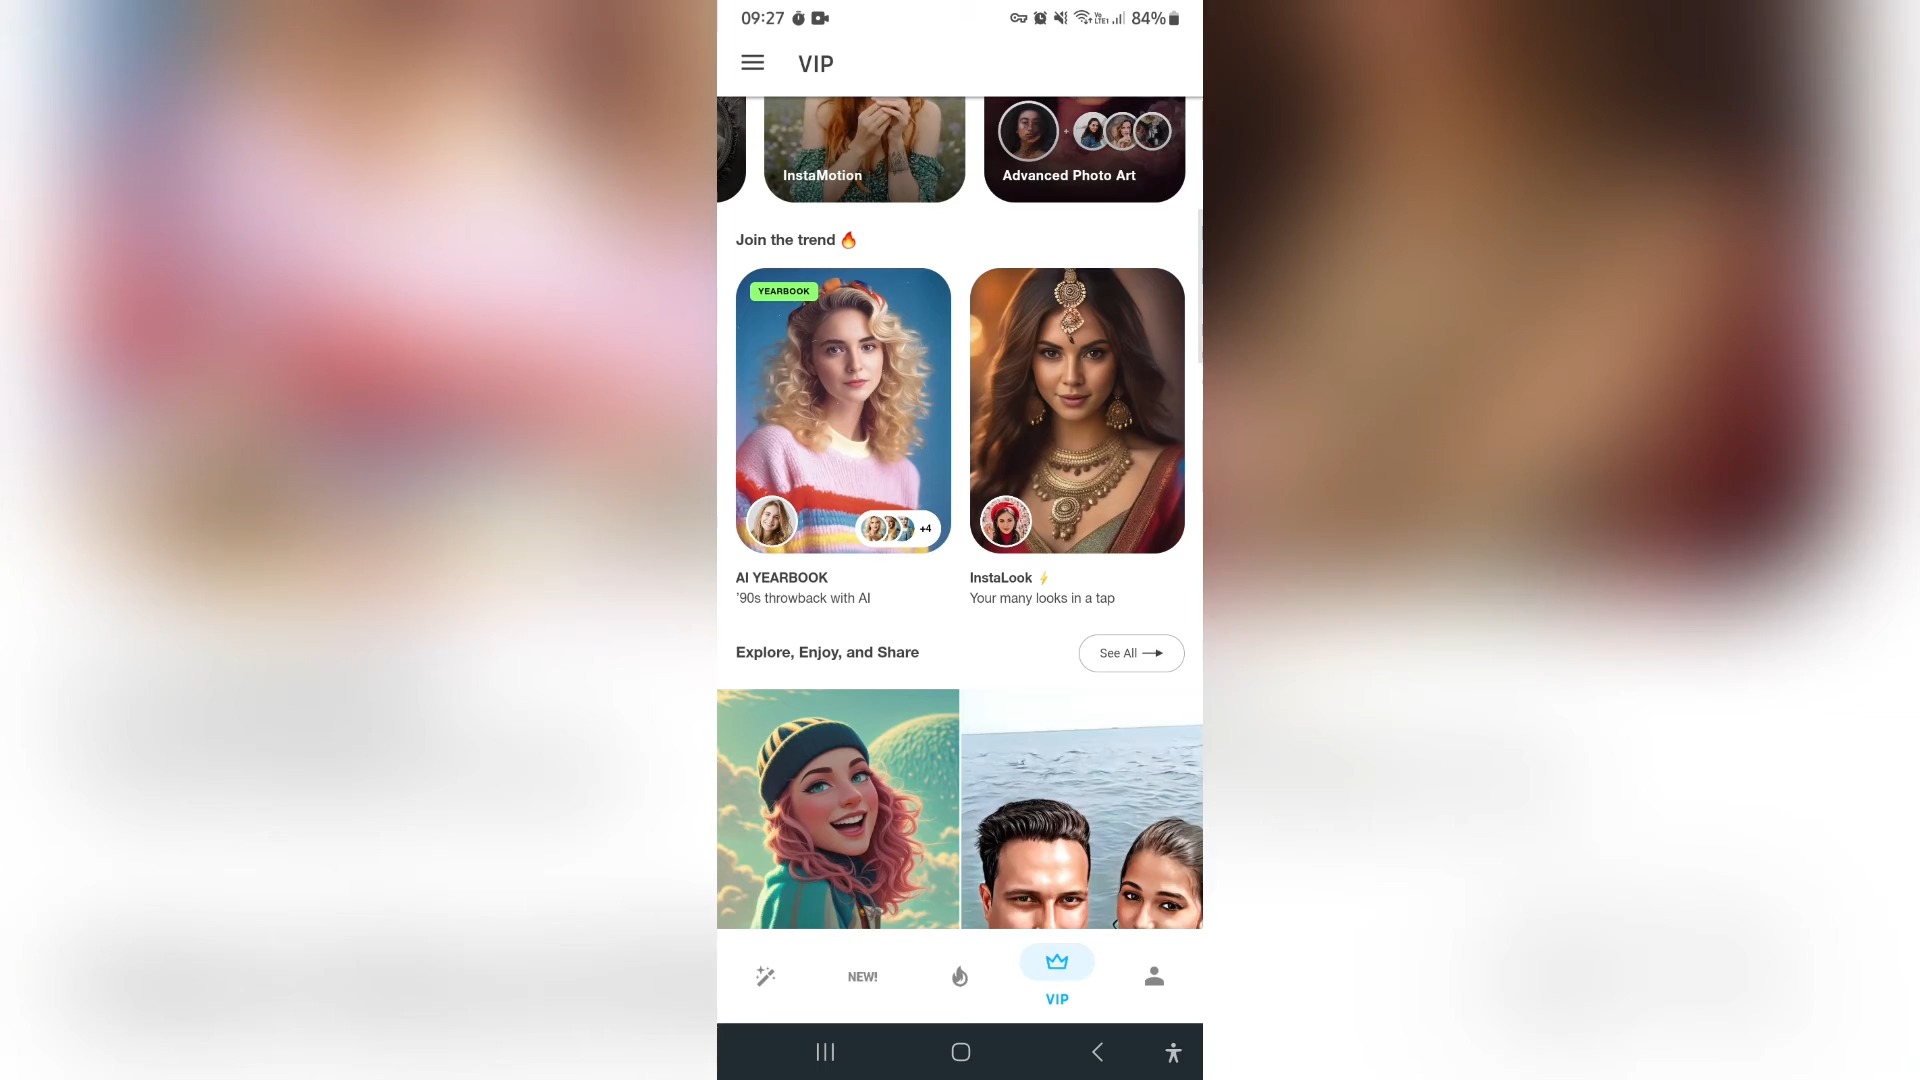 09:27
84%
VIP
InstaMotion
Advanced Photo Art
Join the trend 🔥
YEARBOOK
+4
AI YEARBOOK
'90s throwback with AI
InstaLook ⚡
Your many looks in a tap
Explore, Enjoy, and Share
See All
NEW!
VIP